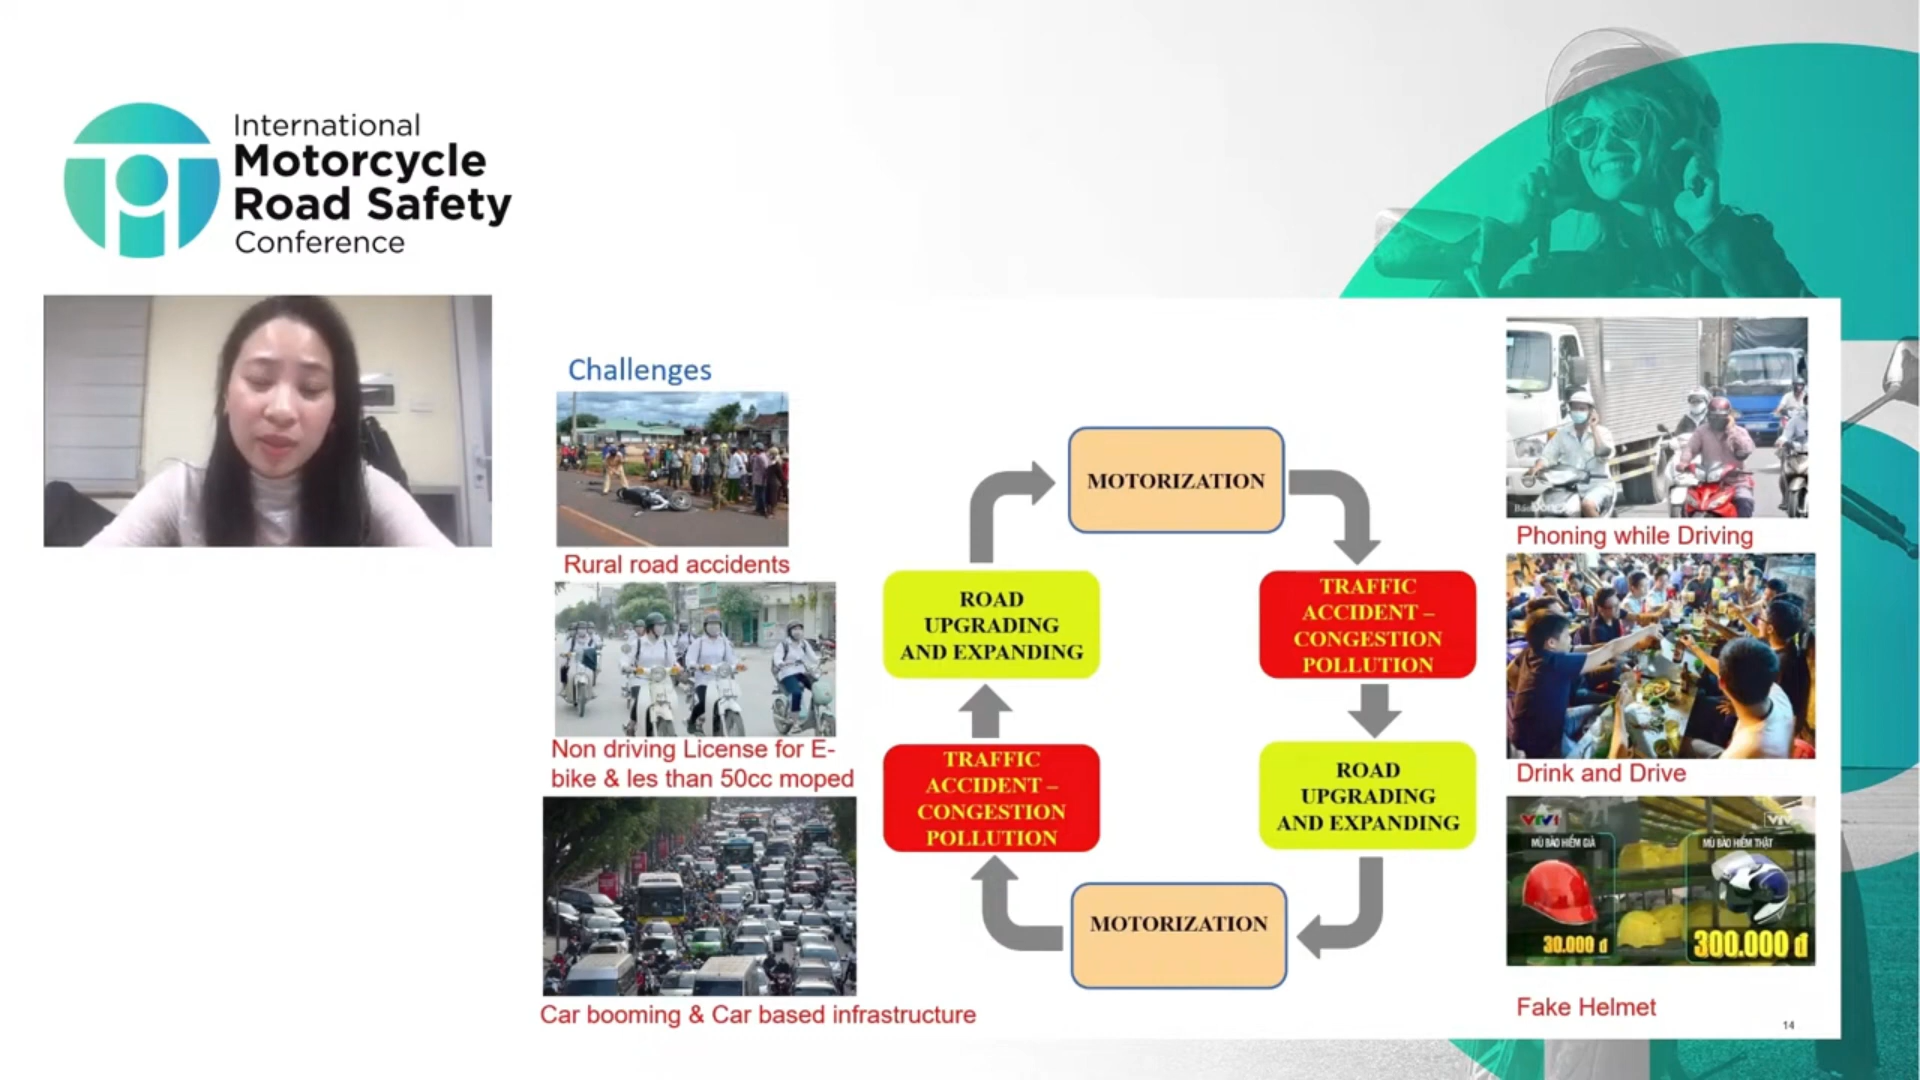 International
Motorcycle
Road Safety
Conference
Challenges
Rural road accidents
Non driving License for E-
bike & les than 50cc moped
Car booming & Car based infrastructure
MOTORIZATION
TRAFFIC
ACCIDENT –
CONGESTION
POLLUTION
ROAD
UPGRADING
AND EXPANDING
MOTORIZATION
TRAFFIC
ACCIDENT –
CONGESTION
POLLUTION
ROAD
UPGRADING
AND EXPANDING
Phoning while Driving
Drink and Drive
VTV1
MŨ BẢO HIỂM GIẢ
30.000 đ
MŨ BẢO HIỂM THẬT
300.000 đ
Fake Helmet
14